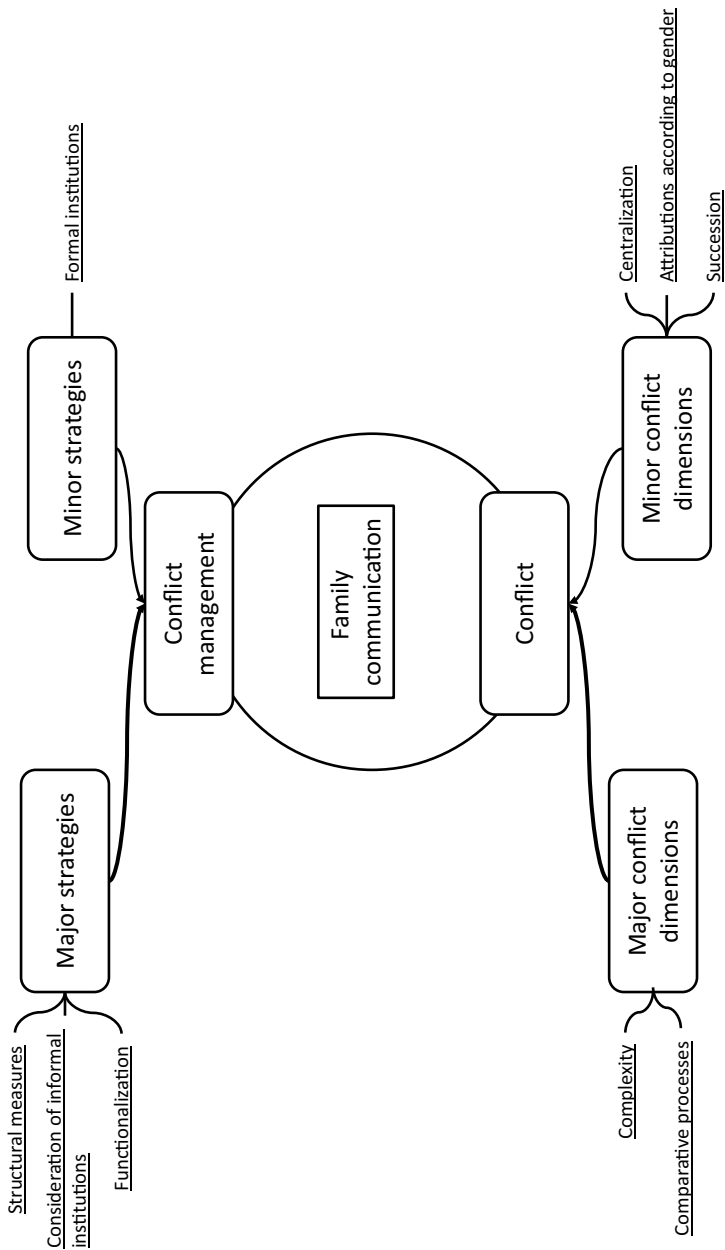 Structural measures
Consideration of informal
institutions
Functionalization
Major strategies
Minor strategies
Formal institutions
Conflict
management
Family
communication
Conflict
Complexity
Comparative processes
Major conflict
dimensions
Minor conflict
dimensions
Centralization
Attributions according to gender
Succession